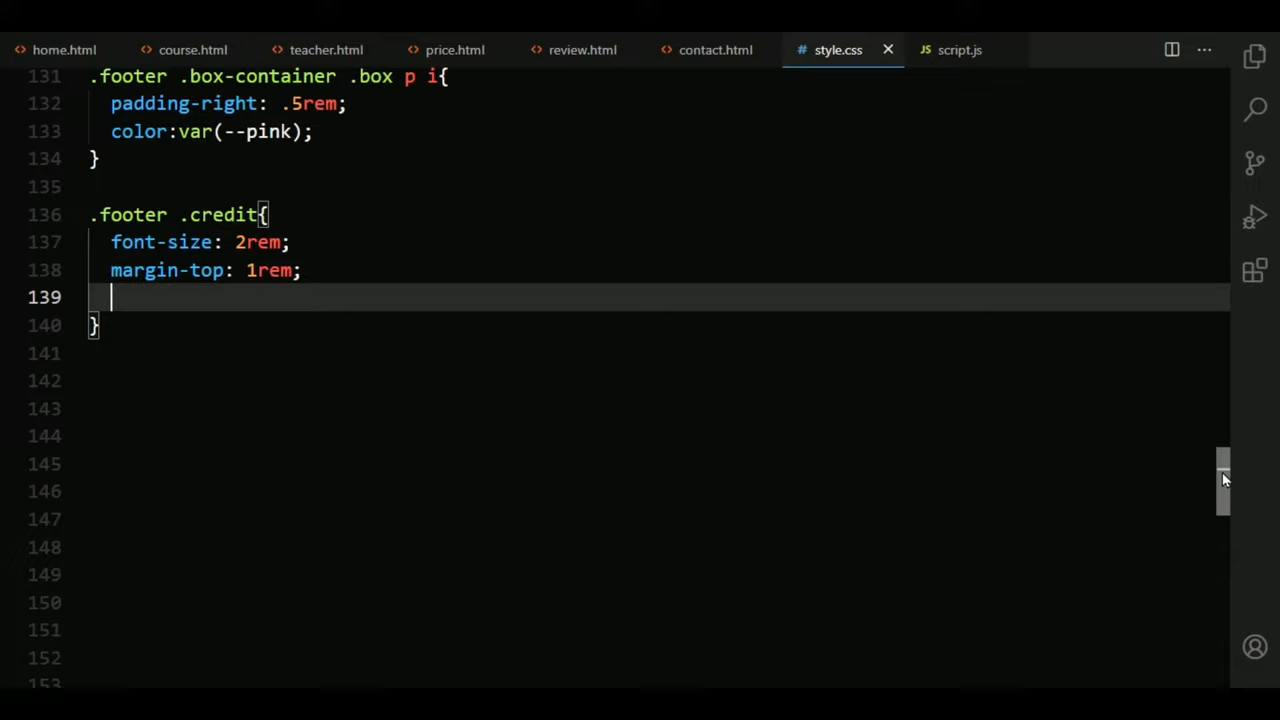 home.html course.html teacher.html price.html review.html contact.html # style.css JS script.js
131 .footer .box-container .box p i{
132 padding-right: .5rem;
133 color:var(--pink);
134 }
135
136 .footer .credit{
137 font-size: 2rem;
138 margin-top: 1rem;
139
140 }
141
142
143
144
145
146
147
148
149
150
151
152
153